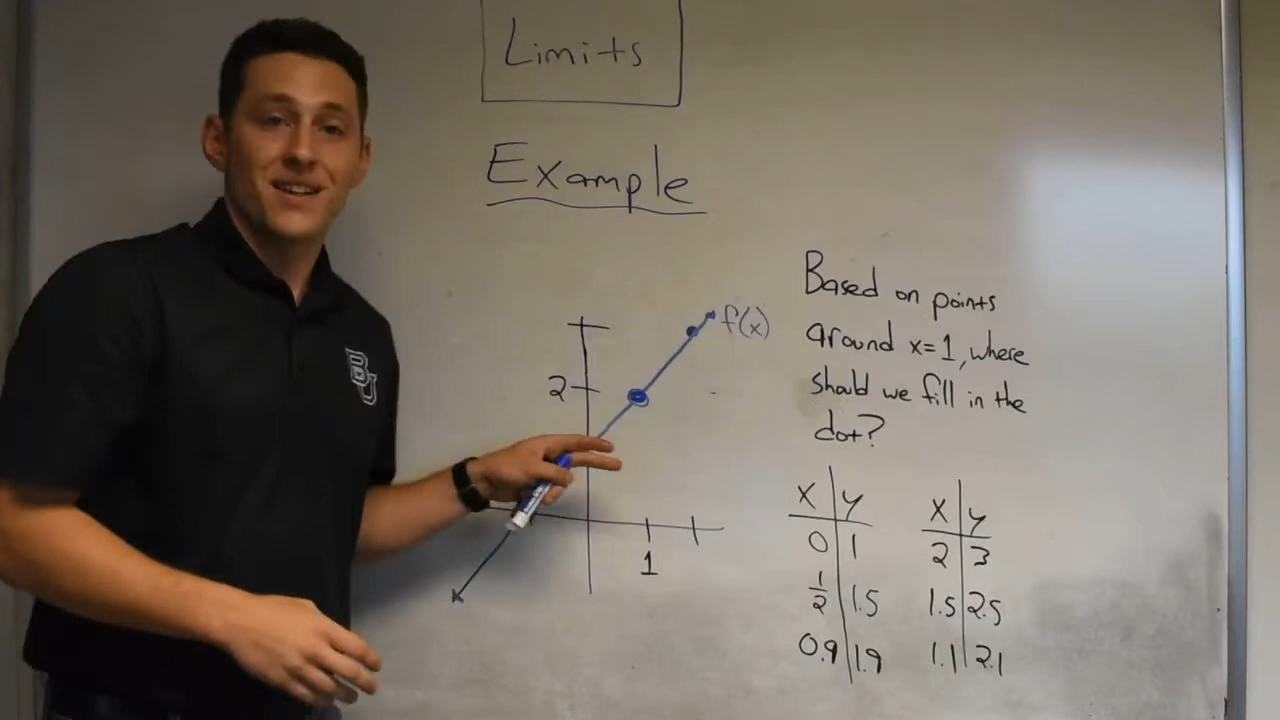 Limits
Example
BU
f(x)
2
1
Based on points
around x=1, where
should we fill in the
dot?
x y
0 1
1/2 1.5
0.9 1.9
x y
2 3
1.5 2.5
1.1 2.1